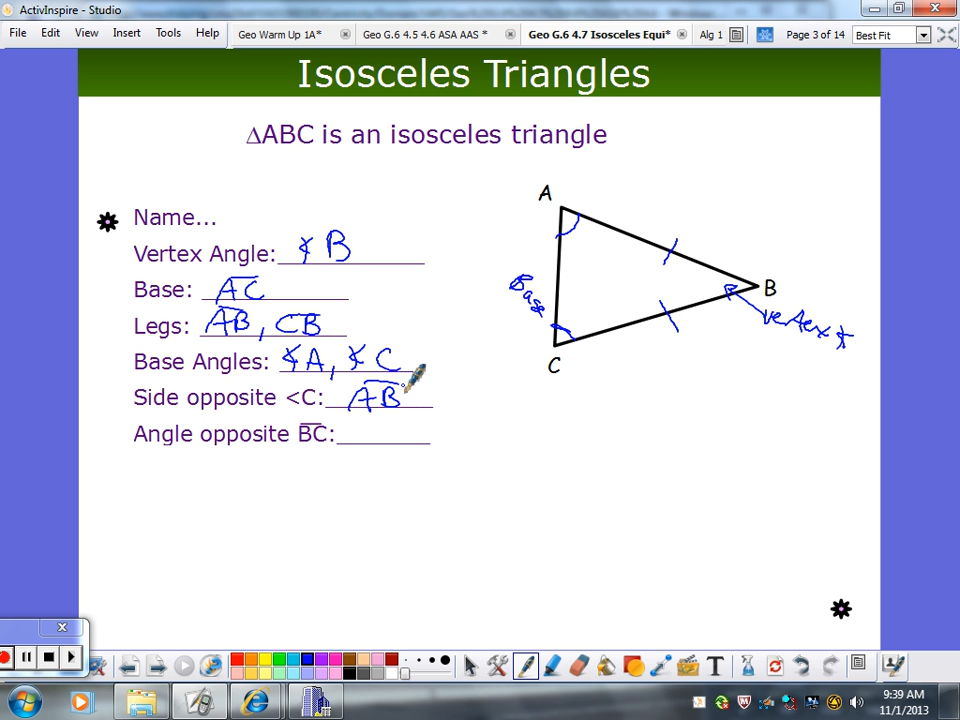 ActivInspire - Studio
File Edit View Insert Tools Help
Geo Warm Up 1A* Geo G.6 4.5 4.6 ASA AAS * Geo G.6 4.7 Isosceles Equi* Alg 1 Page 3 of 14 Best Fit
Isosceles Triangles
∆ABC is an isosceles triangle
Name...
Vertex Angle: ∡B
Base: AC
Legs: AB, CB
Base Angles: ∡A, ∡C
Side opposite <C: AB
Angle opposite BC:
A
B
C
Base
vertex ∡
T
9:39 AM
11/1/2013